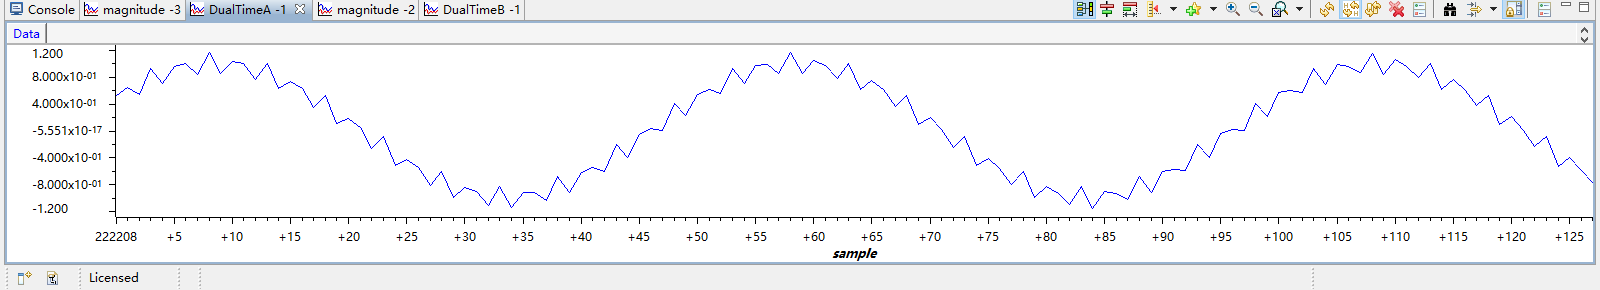 Console magnitude -3 DualTimeA -1 magnitude -2 DualTimeB -1
Data
1.200
8.000x10-01
4.000x10-01
-5.551x10-17
-4.000x10-01
-8.000x10-01
-1.200
222208 +5 +10 +15 +20 +25 +30 +35 +40 +45 +50 +55 +60 +65 +70 +75 +80 +85 +90 +95 +100 +105 +110 +115 +120 +125
sample
Licensed